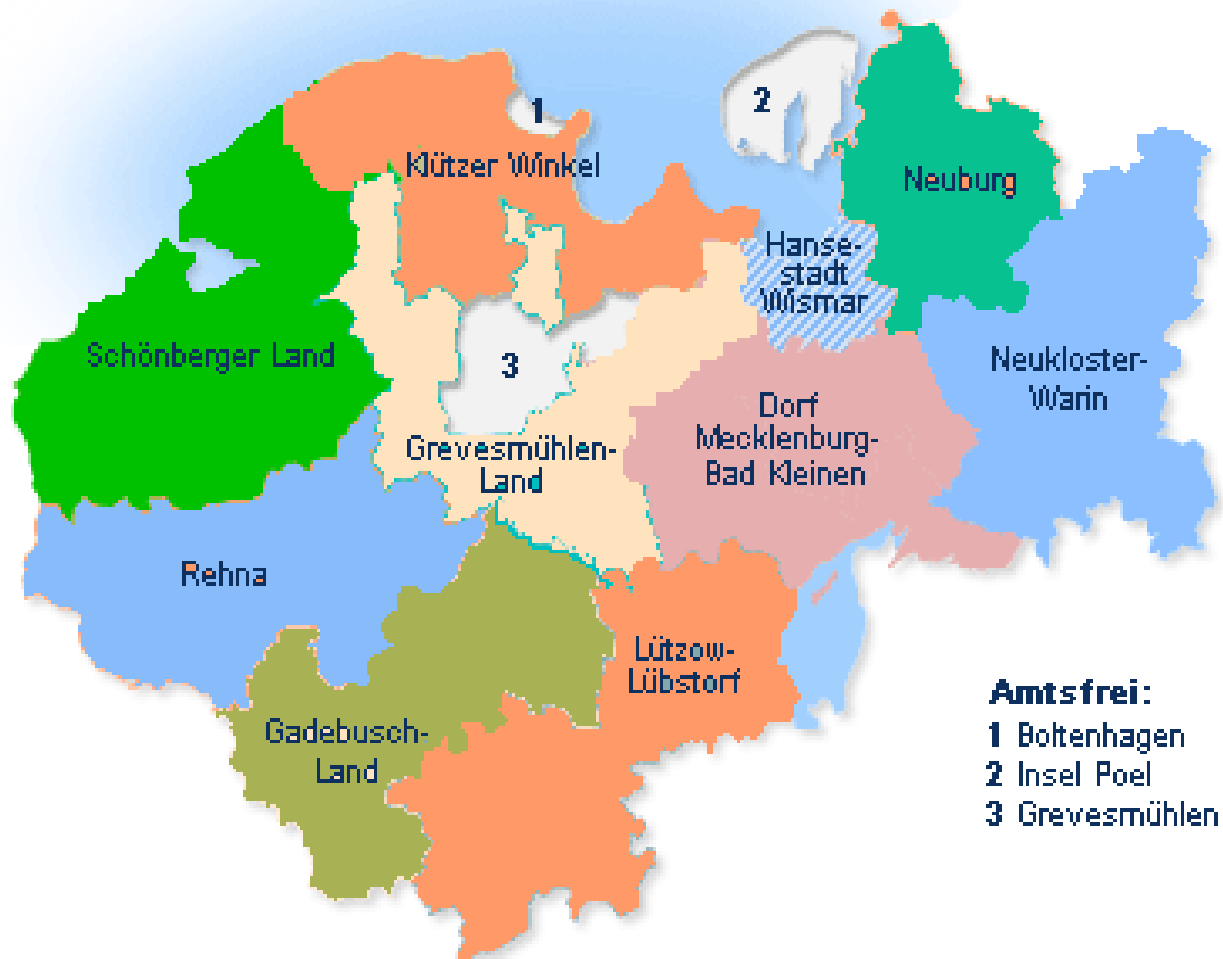 1
2
Klützer Winkel
Neuburg
Hanse-
stadt
Wismar
Schönberger Land
3
Neukloster-
Warin
Dorf
Mecklenburg-
Bad Kleinen
Grevesmühlen-
Land
Rehna
Lützow-
Lübstorf
Gadebusch-
Land
Amtsfrei:
1 Boltenhagen
2 Insel Poel
3 Grevesmühlen